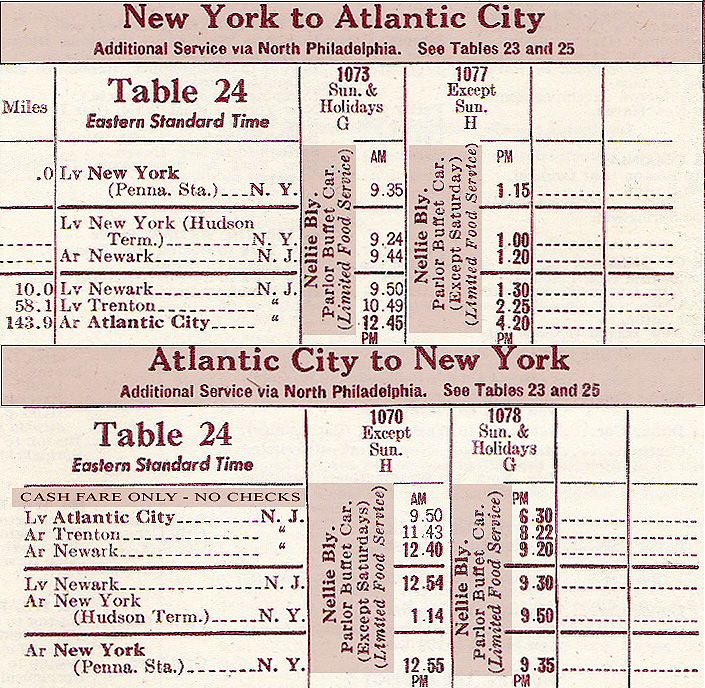 New York to Atlantic City
Additional Service via North Philadelphia. See Tables 23 and 25
Miles
Table 24
Eastern Standard Time
1073
Sun. &
Holidays
G
1077
Except
Sun.
H
Nellie Bly.
Parlor Buffet Car.
(Limited Food Service)
Nellie Bly.
Parlor Buffet Car.
(Except Saturday)
(Limited Food Service)
AM PM
.0 Lv New York
(Penna. Sta.) N. Y. 9.35 1.15
Lv New York (Hudson
Term.) N. Y. 9.24 1.00
Ar Newark N. J. 9.44 1.20
10.0 Lv Newark N. J. 9.50 1.30
58.1 Lv Trenton " 10.49 2.25
143.9 Ar Atlantic City " 12.45 4.20
PM PM
Atlantic City to New York
Additional Service via North Philadelphia. See Tables 23 and 25
Table 24
Eastern Standard Time
1070
Except
Sun.
H
1078
Sun. &
Holidays
G
Nellie Bly.
Parlor Buffet Car.
(Except Saturdays)
(Limited Food Service)
Nellie Bly.
Parlor Buffet Car.
(Limited Food Service)
CASH FARE ONLY - NO CHECKS AM PM
Lv Atlantic City N. J. 9.50 6.30
Ar Trenton " 11.43 8.22
Ar Newark " 12.40 9.20
Lv Newark N. J. 12.54 9.30
Ar New York
(Hudson Term.) N. Y. 1.14 9.50
Ar New York
(Penna. Sta.) N. Y. 12.55 9.35
PM PM